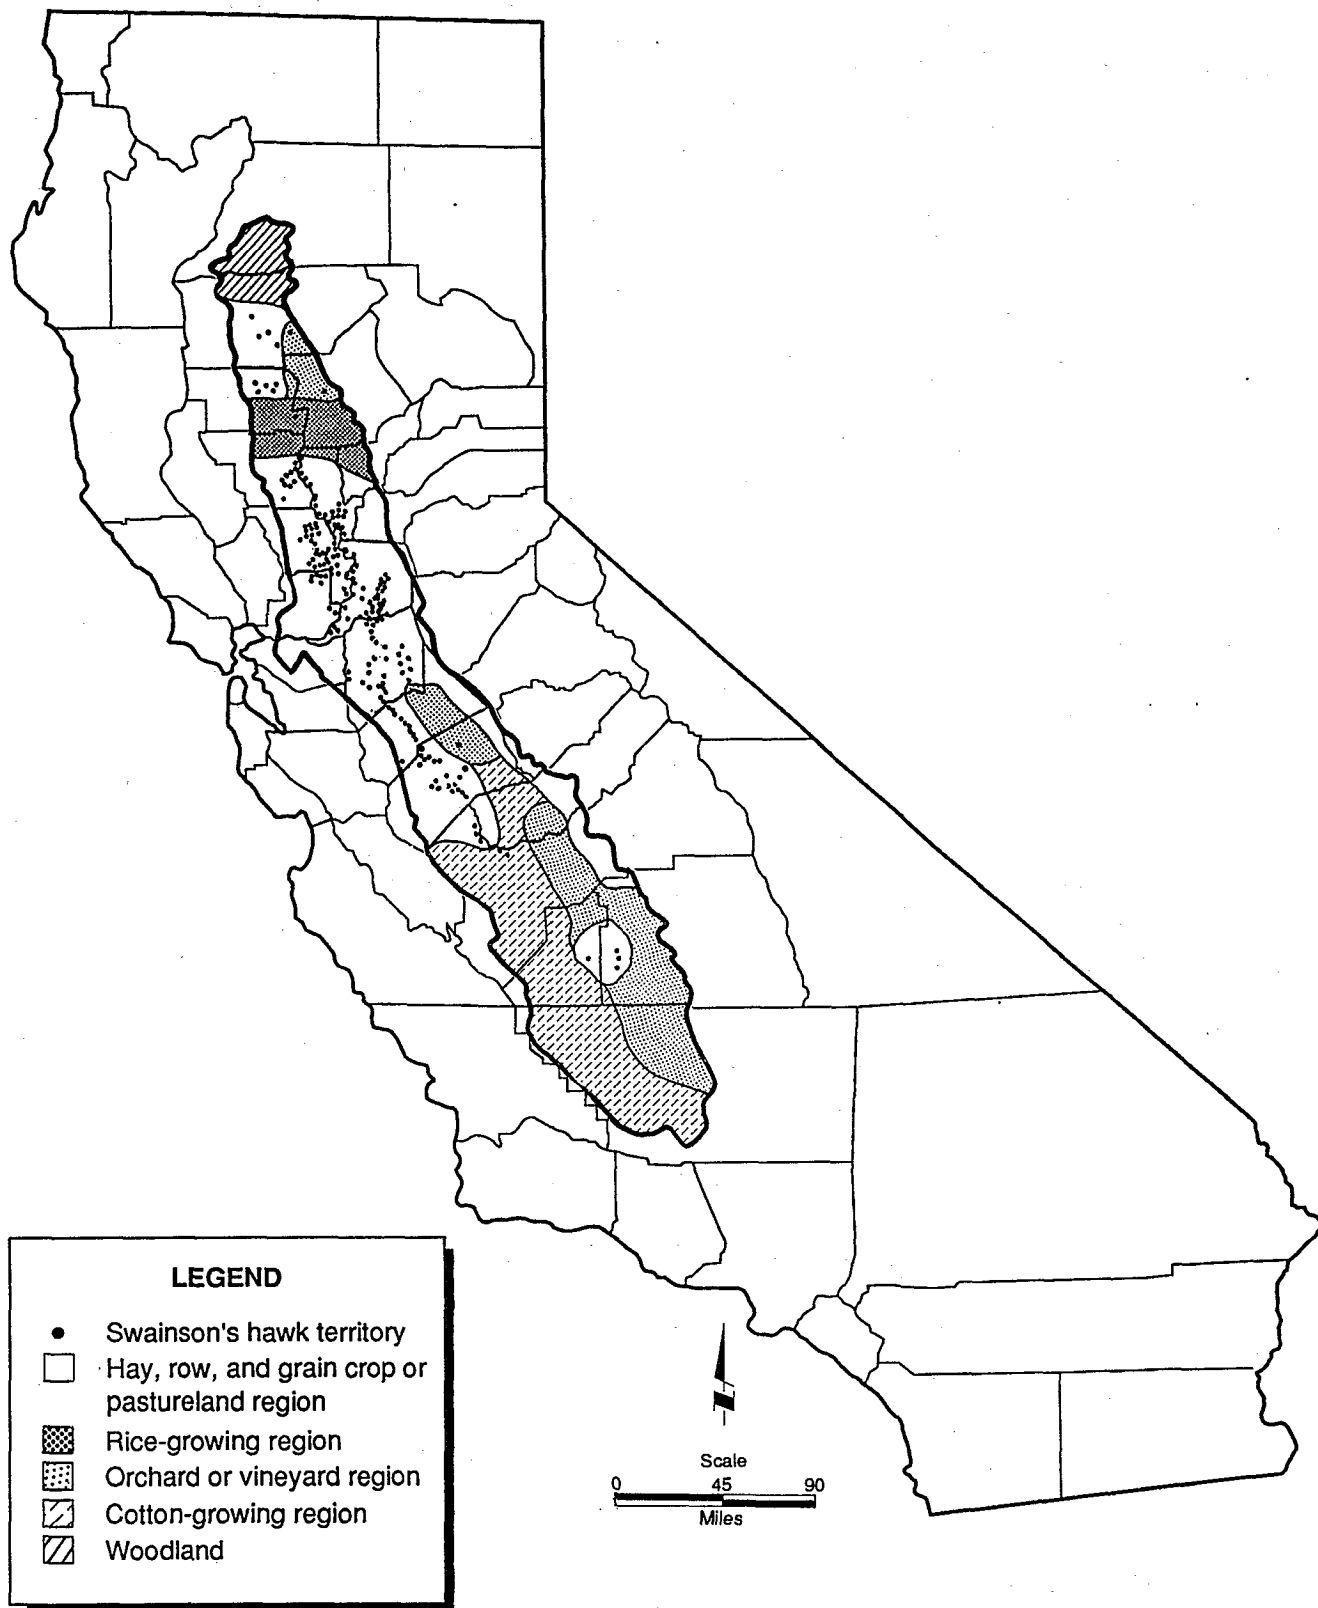 LEGEND
Swainson's hawk territory
Hay, row, and grain crop or
pastureland region
Rice-growing region
Orchard or vineyard region
Cotton-growing region
Woodland
N
Scale
0 45 90
Miles